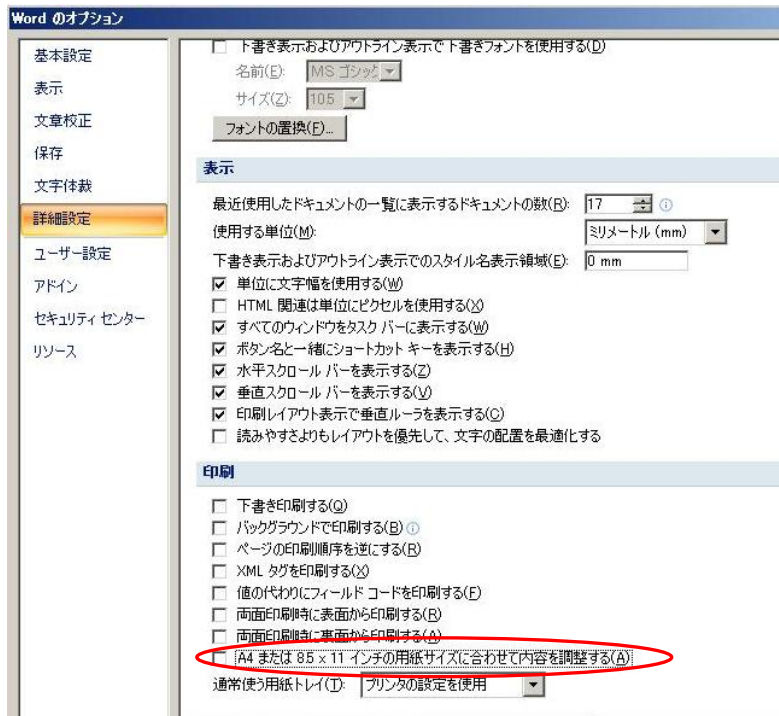 Word のオプション
基本設定
表示
文章校正
保存
文字体裁
詳細設定
ユーザー設定
アドイン
セキュリティ センター
リソース
下書き表示およびアウトライン表示で下書きフォントを使用する(D)
名前(E): MS ゴシック
サイズ(Z): 10.5
フォントの置換(F)...
表示
最近使用したドキュメントの一覧に表示するドキュメントの数(R): 17
使用する単位(M): ミリメートル (mm)
下書き表示およびアウトライン表示でのスタイル名表示領域(E): 0 mm
単位に文字幅を使用する(W)
HTML 関連は単位にピクセルを使用する(X)
すべてのウィンドウをタスク バーに表示する(W)
ボタン名と一緒にショートカット キーを表示する(H)
水平スクロール バーを表示する(Z)
垂直スクロール バーを表示する(V)
印刷レイアウト表示で垂直ルーラを表示する(C)
読みやすさよりもレイアウトを優先して、文字の配置を最適化する
印刷
下書き印刷する(Q)
バックグラウンドで印刷する(B)
ページの印刷順序を逆にする(R)
XML タグを印刷する(X)
値の代わりにフィールド コードを印刷する(F)
両面印刷時に表面から印刷する(R)
両面印刷時に裏面から印刷する(A)
A4 または 8.5 x 11 インチの用紙サイズに合わせて内容を調整する(A)
通常使う用紙トレイ(T): プリンタの設定を使用